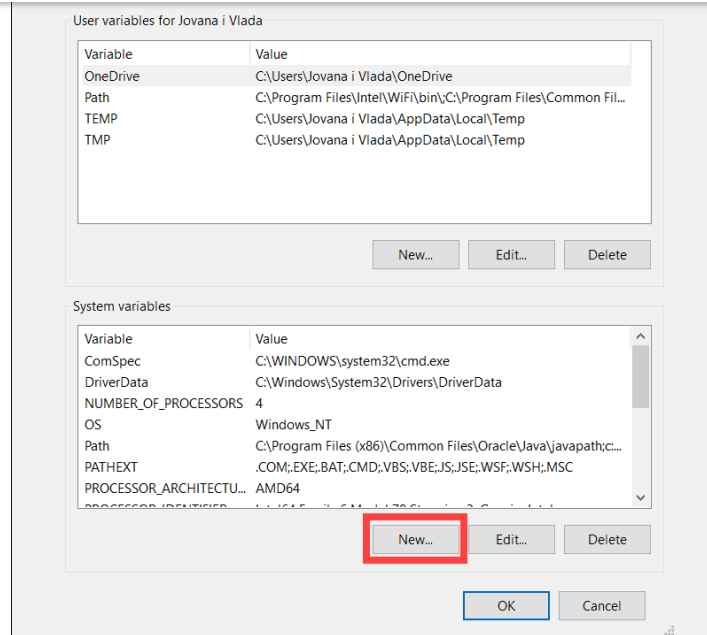 User variables for Jovana i Vlada
Variable Value
OneDrive C:\Users\Jovana i Vlada\OneDrive
Path C:\Program Files\Intel\WiFi\bin\;C:\Program Files\Common Fil...
TEMP C:\Users\Jovana i Vlada\AppData\Local\Temp
TMP C:\Users\Jovana i Vlada\AppData\Local\Temp
New... Edit... Delete
System variables
Variable Value
ComSpec C:\WINDOWS\system32\cmd.exe
DriverData C:\Windows\System32\Drivers\DriverData
NUMBER_OF_PROCESSORS 4
OS Windows_NT
Path C:\Program Files (x86)\Common Files\Oracle\Java\javapath;c:...
PATHEXT .COM;.EXE;.BAT;.CMD;.VBS;.VBE;.JS;.JSE;.WSF;.WSH;.MSC
PROCESSOR_ARCHITECTU... AMD64
New... Edit... Delete
OK Cancel